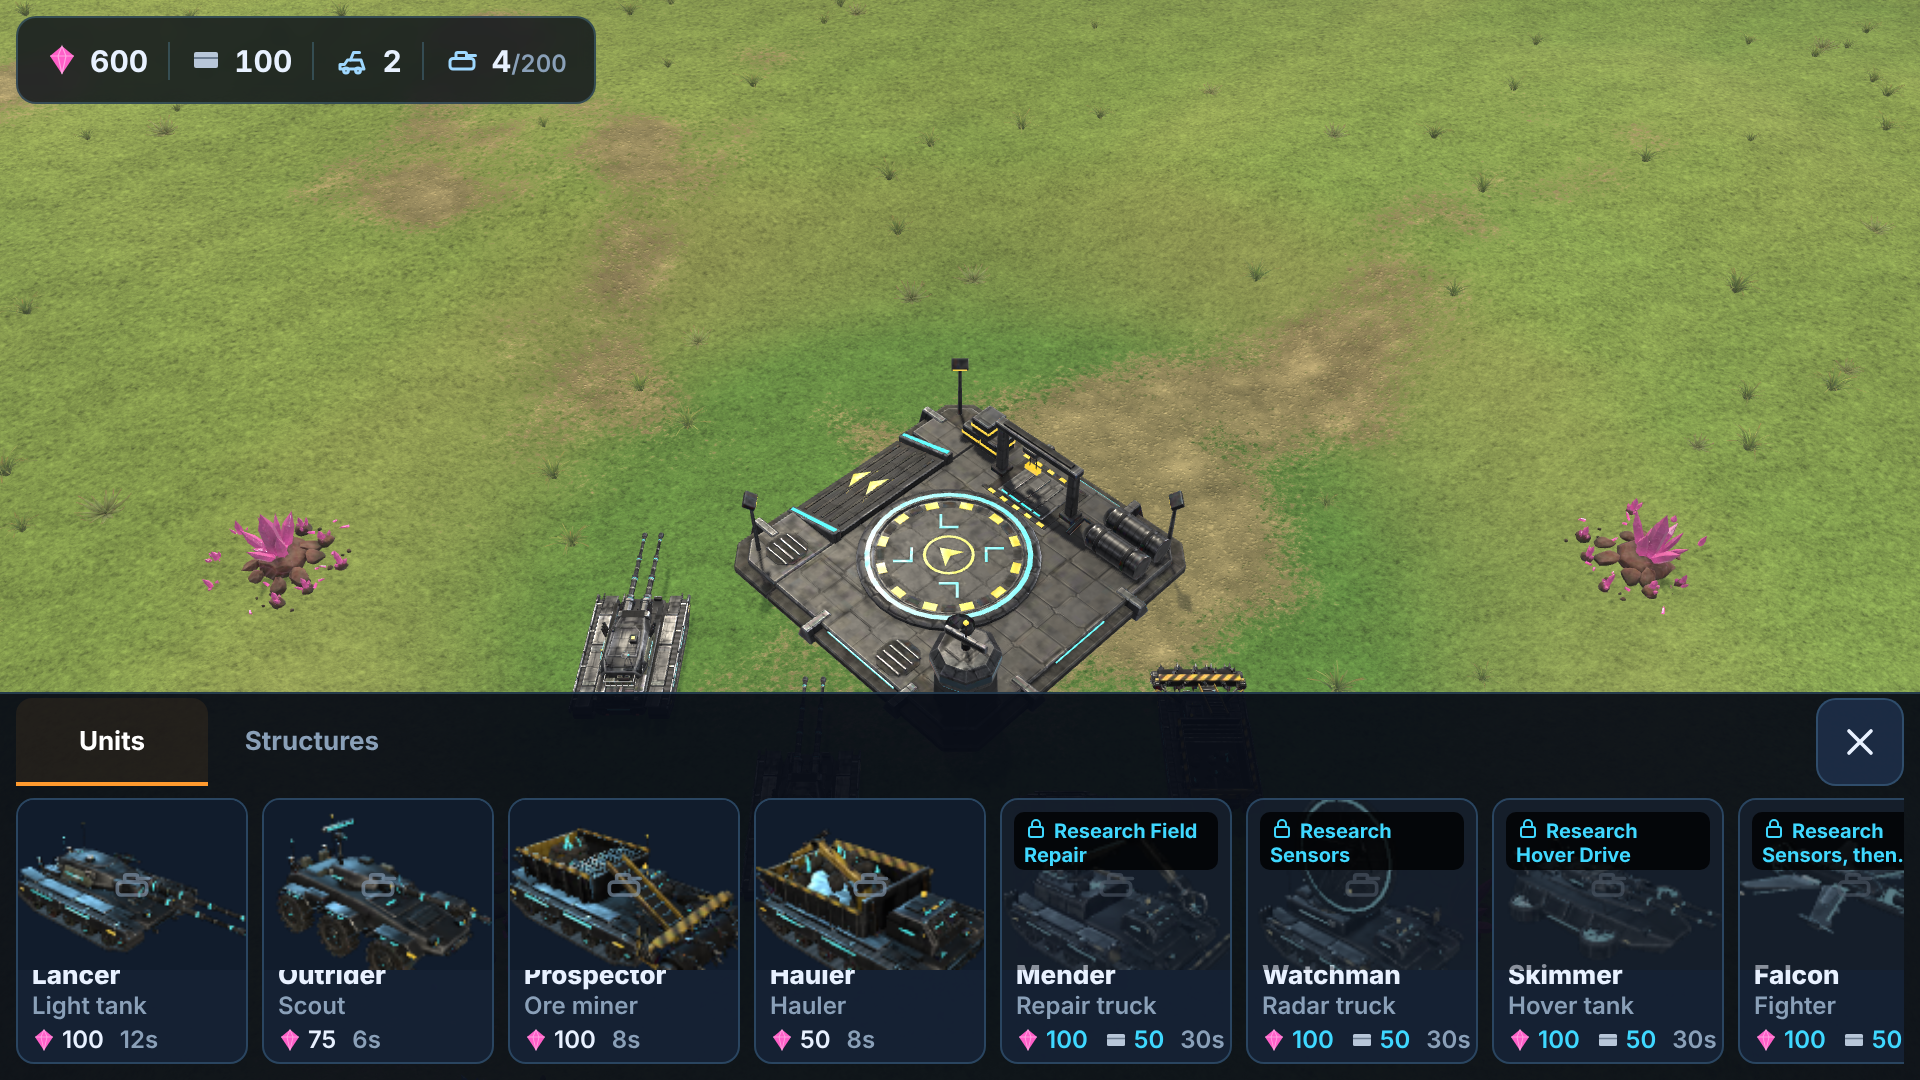 600 100 2 4/200
Units Structures
Research Field
Repair
Research
Sensors
Research
Hover Drive
Research
Sensors, then.
Lancer
Light tank
100 12s
Outrider
Scout
75 6s
Prospector
Ore miner
100 8s
Hauler
Hauler
50 8s
Mender
Repair truck
100 50 30s
Watchman
Radar truck
100 50 30s
Skimmer
Hover tank
100 50 30s
Falcon
Fighter
100 50